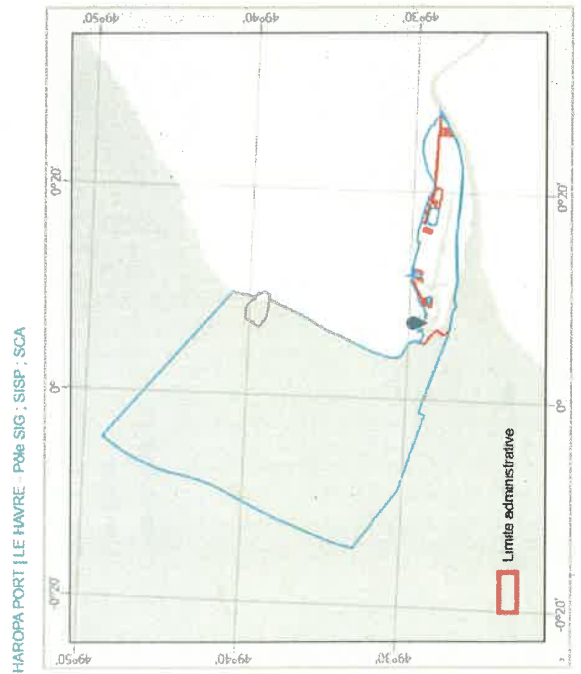 HAROPA PORT | LE HAVRE - Pôle SIG ; SISP ; SCA
-0°20' 0° 0°20'
49°50' 49°50'
49°40' 49°40'
49°30' 49°30'
Limite administrative
-0°20' 0° 0°20'